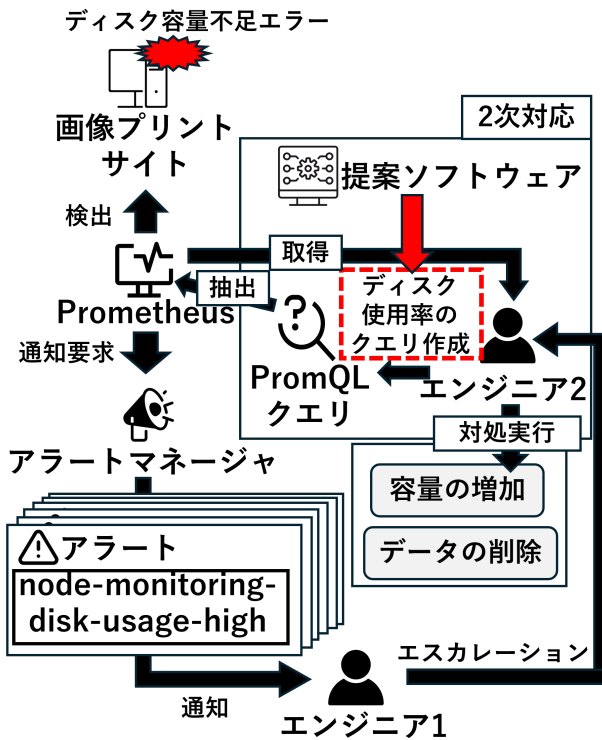 ディスク容量不足エラー
画像プリント
サイト
2次対応
提案ソフトウェア
検出
取得
Prometheus
抽出
ディスク
使用率の
クエリ作成
通知要求
PromQL
クエリ
エンジニア2
対処実行
アラートマネージャ
容量の増加
データの削除
アラート
node-monitoring-
disk-usage-high
エスカレーション
通知
エンジニア1